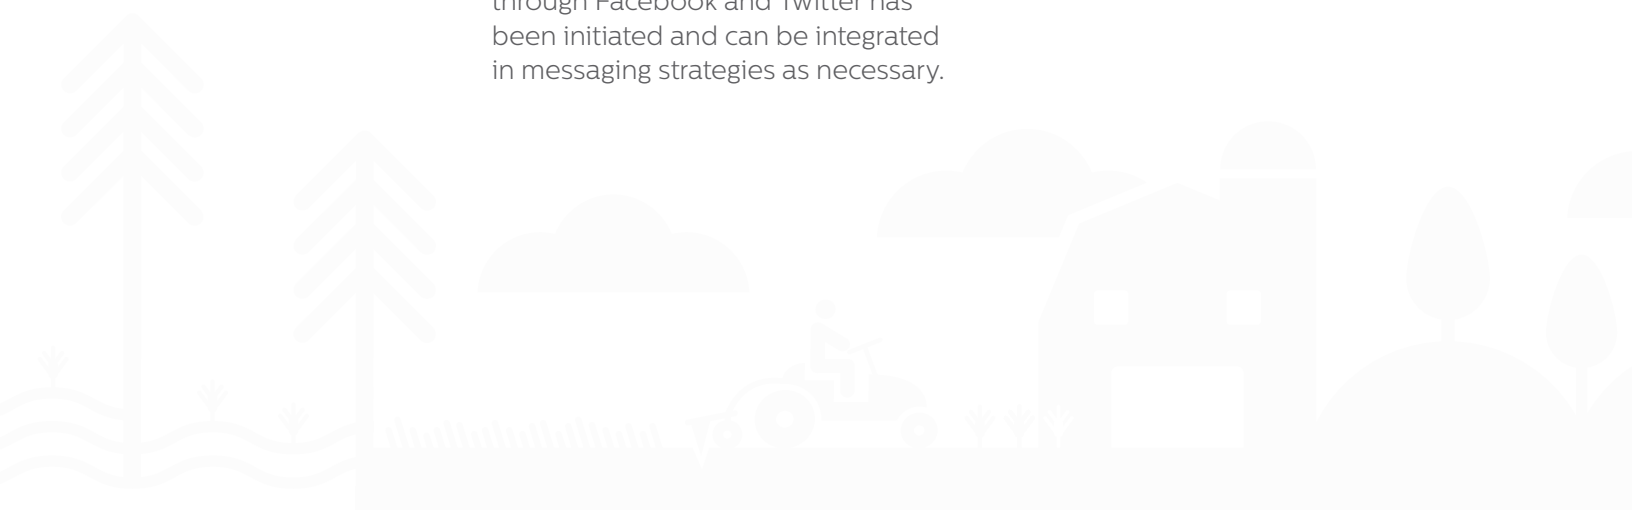 through Facebook and Twitter has
been initiated and can be integrated
in messaging strategies as necessary.